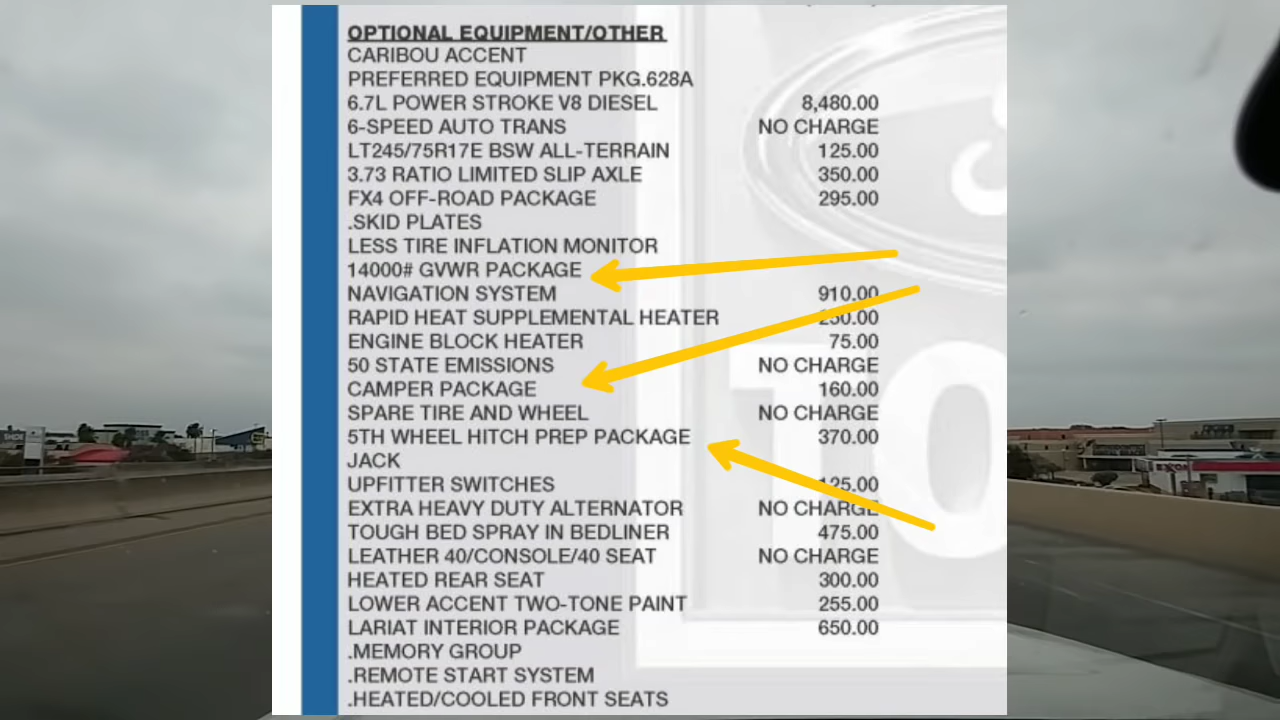 OPTIONAL EQUIPMENT/OTHER
CARIBOU ACCENT
PREFERRED EQUIPMENT PKG.628A
6.7L POWER STROKE V8 DIESEL 8,480.00
6-SPEED AUTO TRANS NO CHARGE
LT245/75R17E BSW ALL-TERRAIN 125.00
3.73 RATIO LIMITED SLIP AXLE 350.00
FX4 OFF-ROAD PACKAGE 295.00
.SKID PLATES
LESS TIRE INFLATION MONITOR
14000# GVWR PACKAGE
NAVIGATION SYSTEM 910.00
RAPID HEAT SUPPLEMENTAL HEATER 250.00
ENGINE BLOCK HEATER 75.00
50 STATE EMISSIONS NO CHARGE
CAMPER PACKAGE 160.00
SPARE TIRE AND WHEEL NO CHARGE
5TH WHEEL HITCH PREP PACKAGE 370.00
JACK
UPFITTER SWITCHES 125.00
EXTRA HEAVY DUTY ALTERNATOR NO CHARGE
TOUGH BED SPRAY IN BEDLINER 475.00
LEATHER 40/CONSOLE/40 SEAT NO CHARGE
HEATED REAR SEAT 300.00
LOWER ACCENT TWO-TONE PAINT 255.00
LARIAT INTERIOR PACKAGE 650.00
.MEMORY GROUP
.REMOTE START SYSTEM
.HEATED/COOLED FRONT SEATS